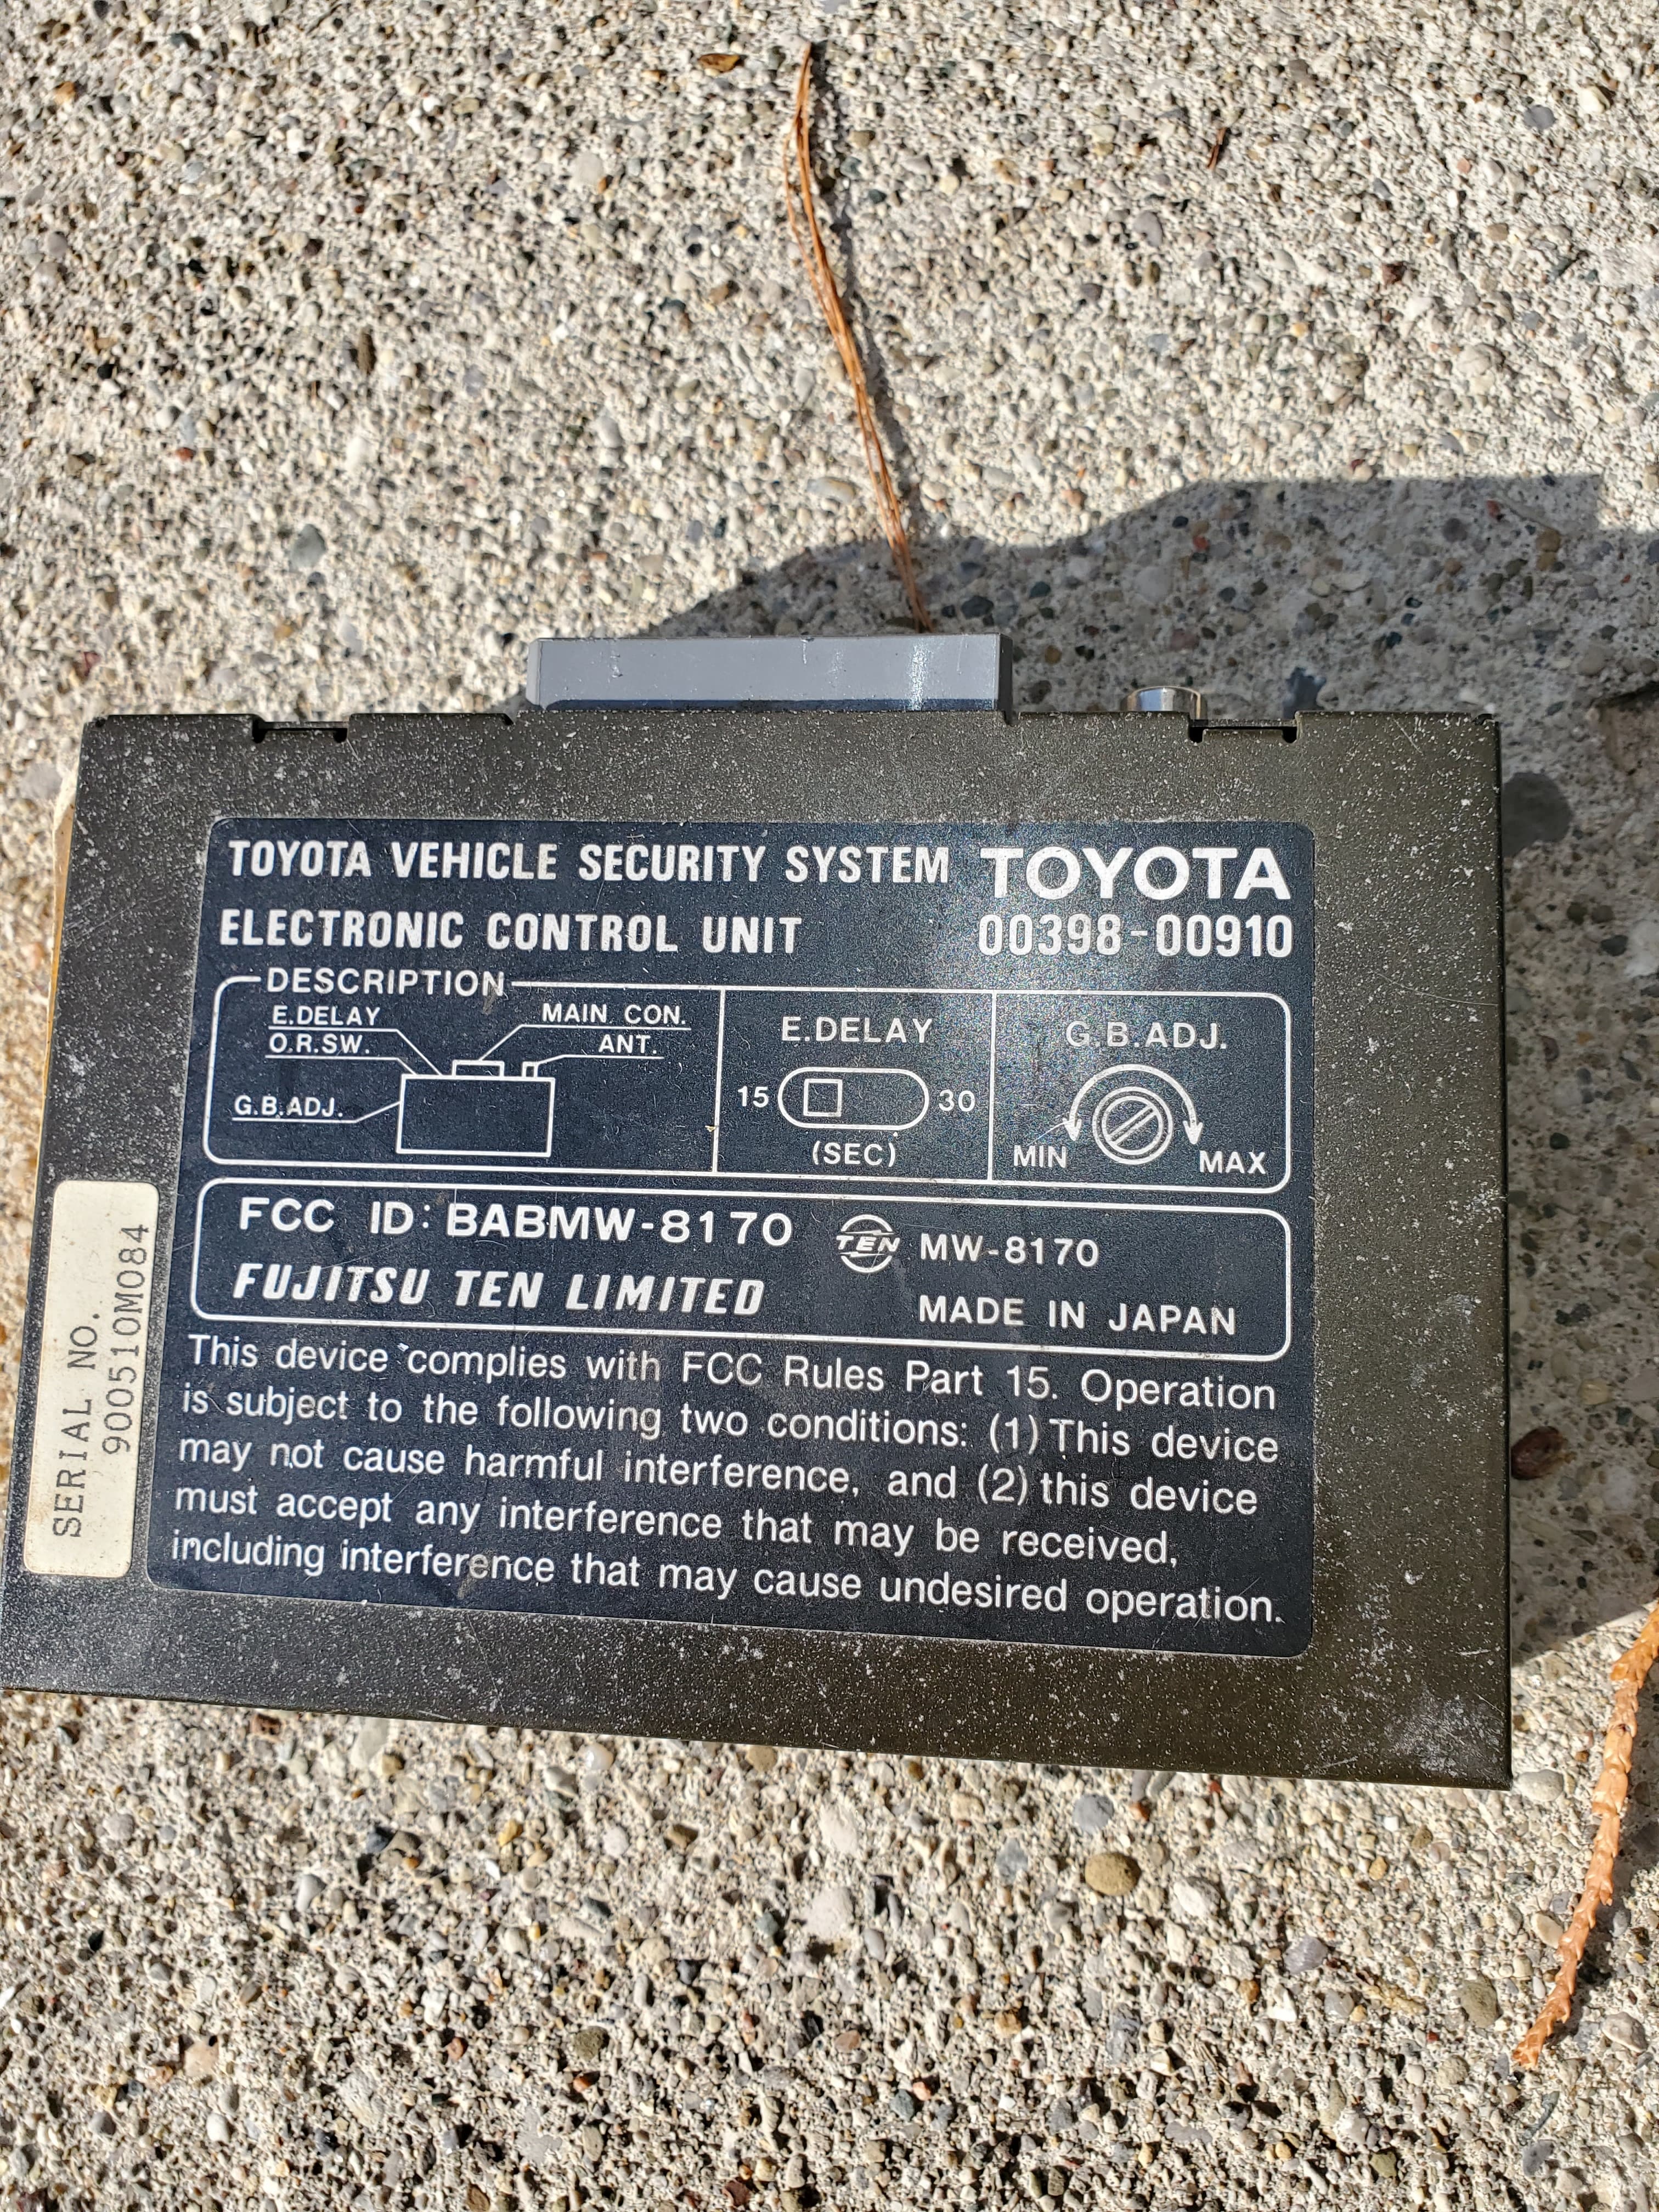 TOYOTA VEHICLE SECURITY SYSTEM TOYOTA
ELECTRONIC CONTROL UNIT 00398-00910
DESCRIPTION
E.DELAY
O.R.SW.
G.B.ADJ.
MAIN CON.
ANT.
E.DELAY
15 30
(SEC)
G.B.ADJ.
MIN MAX
FCC ID: BABMW-8170 TEN MW-8170
FUJITSU TEN LIMITED MADE IN JAPAN
This device complies with FCC Rules Part 15. Operation
is subject to the following two conditions: (1) This device
may not cause harmful interference, and (2) this device
must accept any interference that may be received,
including interference that may cause undesired operation.
SERIAL NO.
900510M084